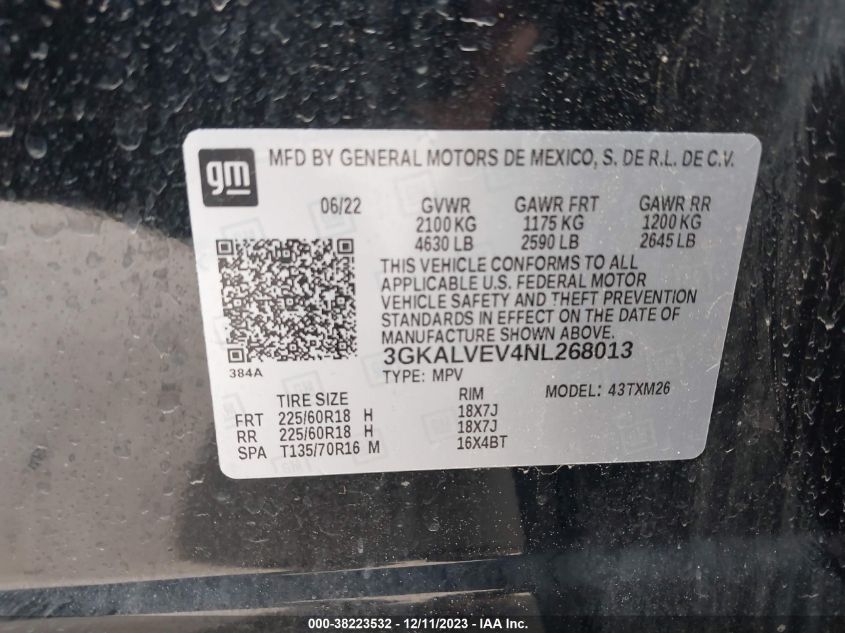 gm
MFD BY GENERAL MOTORS DE MEXICO, S. DE R.L. DE C.V.
06/22 GVWR GAWR FRT GAWR RR
2100 KG 1175 KG 1200 KG
4630 LB 2590 LB 2645 LB
THIS VEHICLE CONFORMS TO ALL
APPLICABLE U.S. FEDERAL MOTOR
VEHICLE SAFETY AND THEFT PREVENTION
STANDARDS IN EFFECT ON THE DATE OF
MANUFACTURE SHOWN ABOVE.
384A
3GKALVEV4NL268013
TYPE: MPV MODEL: 43TXM26
TIRE SIZE RIM
FRT 225/60R18 H 18X7J
RR 225/60R18 H 18X7J
SPA T135/70R16 M 16X4BT
000-38223532 - 12/11/2023 - IAAI.COM